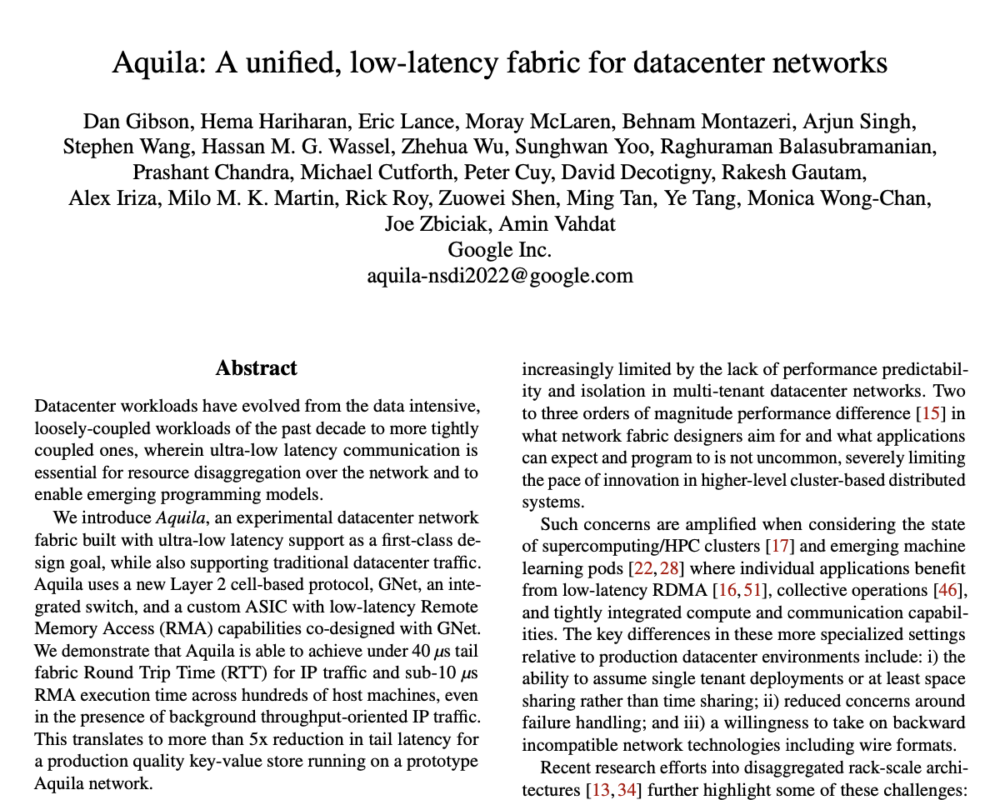 Aquila: A unified, low-latency fabric for datacenter networks
Dan Gibson, Hema Hariharan, Eric Lance, Moray McLaren, Behnam Montazeri, Arjun Singh,
Stephen Wang, Hassan M. G. Wassel, Zhehua Wu, Sunghwan Yoo, Raghuraman Balasubramanian,
Prashant Chandra, Michael Cutforth, Peter Cuy, David Decotigny, Rakesh Gautam,
Alex Iriza, Milo M. K. Martin, Rick Roy, Zuowei Shen, Ming Tan, Ye Tang, Monica Wong-Chan,
Joe Zbiciak, Amin Vahdat
Google Inc.
aquila-nsdi2022@google.com
Abstract
Datacenter workloads have evolved from the data intensive,
loosely-coupled workloads of the past decade to more tightly
coupled ones, wherein ultra-low latency communication is
essential for resource disaggregation over the network and to
enable emerging programming models.
We introduce Aquila, an experimental datacenter network
fabric built with ultra-low latency support as a first-class de-
sign goal, while also supporting traditional datacenter traffic.
Aquila uses a new Layer 2 cell-based protocol, GNet, an inte-
grated switch, and a custom ASIC with low-latency Remote
Memory Access (RMA) capabilities co-designed with GNet.
We demonstrate that Aquila is able to achieve under 40 μs tail
fabric Round Trip Time (RTT) for IP traffic and sub-10 μs
RMA execution time across hundreds of host machines, even
in the presence of background throughput-oriented IP traffic.
This translates to more than 5x reduction in tail latency for
a production quality key-value store running on a prototype
Aquila network.
increasingly limited by the lack of performance predictabil-
ity and isolation in multi-tenant datacenter networks. Two
to three orders of magnitude performance difference [15] in
what network fabric designers aim for and what applications
can expect and program to is not uncommon, severely limiting
the pace of innovation in higher-level cluster-based distributed
systems.
Such concerns are amplified when considering the state
of supercomputing/HPC clusters [17] and emerging machine
learning pods [22,28] where individual applications benefit
from low-latency RDMA [16,51], collective operations [46],
and tightly integrated compute and communication capabil-
ities. The key differences in these more specialized settings
relative to production datacenter environments include: i) the
ability to assume single tenant deployments or at least space
sharing rather than time sharing; ii) reduced concerns around
failure handling; and iii) a willingness to take on backward
incompatible network technologies including wire formats.
Recent research efforts into disaggregated rack-scale archi-
tectures [13,34] further highlight some of these challenges: